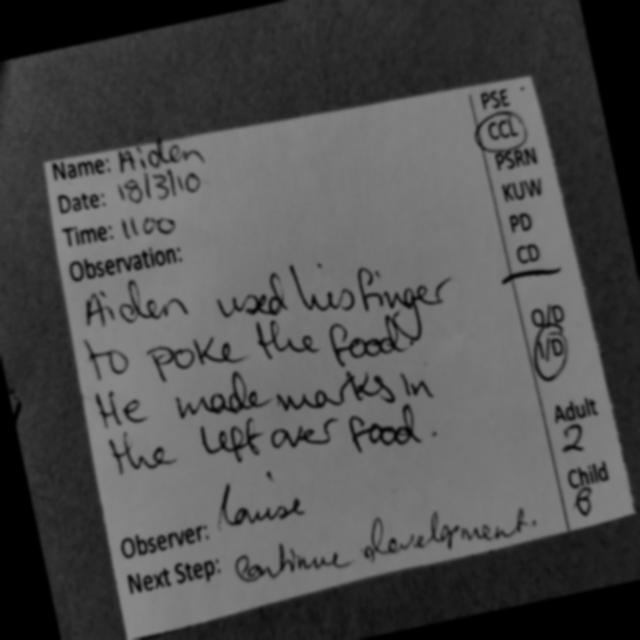 Name: Aiden
Date: 18/3/10
Time: 1100
Observation:
Aiden used his finger
to poke the food
He made marks in
the left over food.
Observer: Louise
Next Step: Continue development.
PSE
CCL
PSRN
KUW
PD
CD
O/D
I/D
Adult
2
Child
6